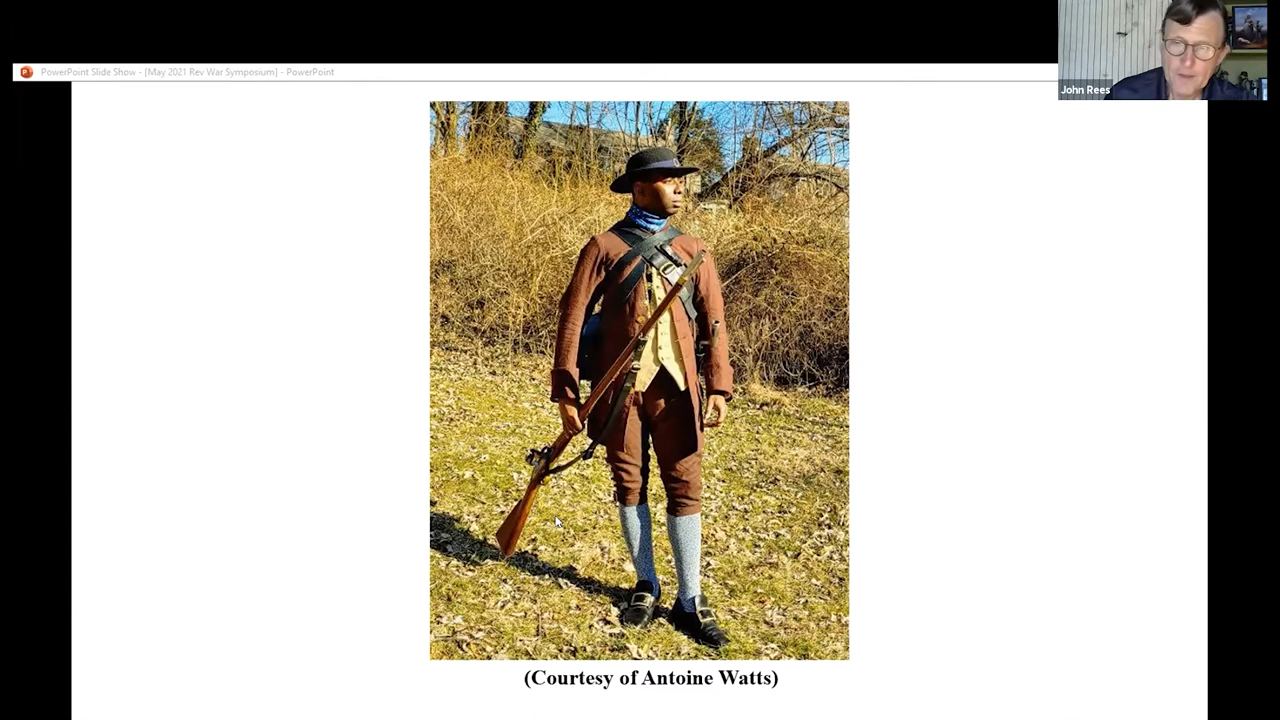 PowerPoint Slide Show - [May 2021 Rev War Symposium] - PowerPoint
John Rees
(Courtesy of Antoine Watts)